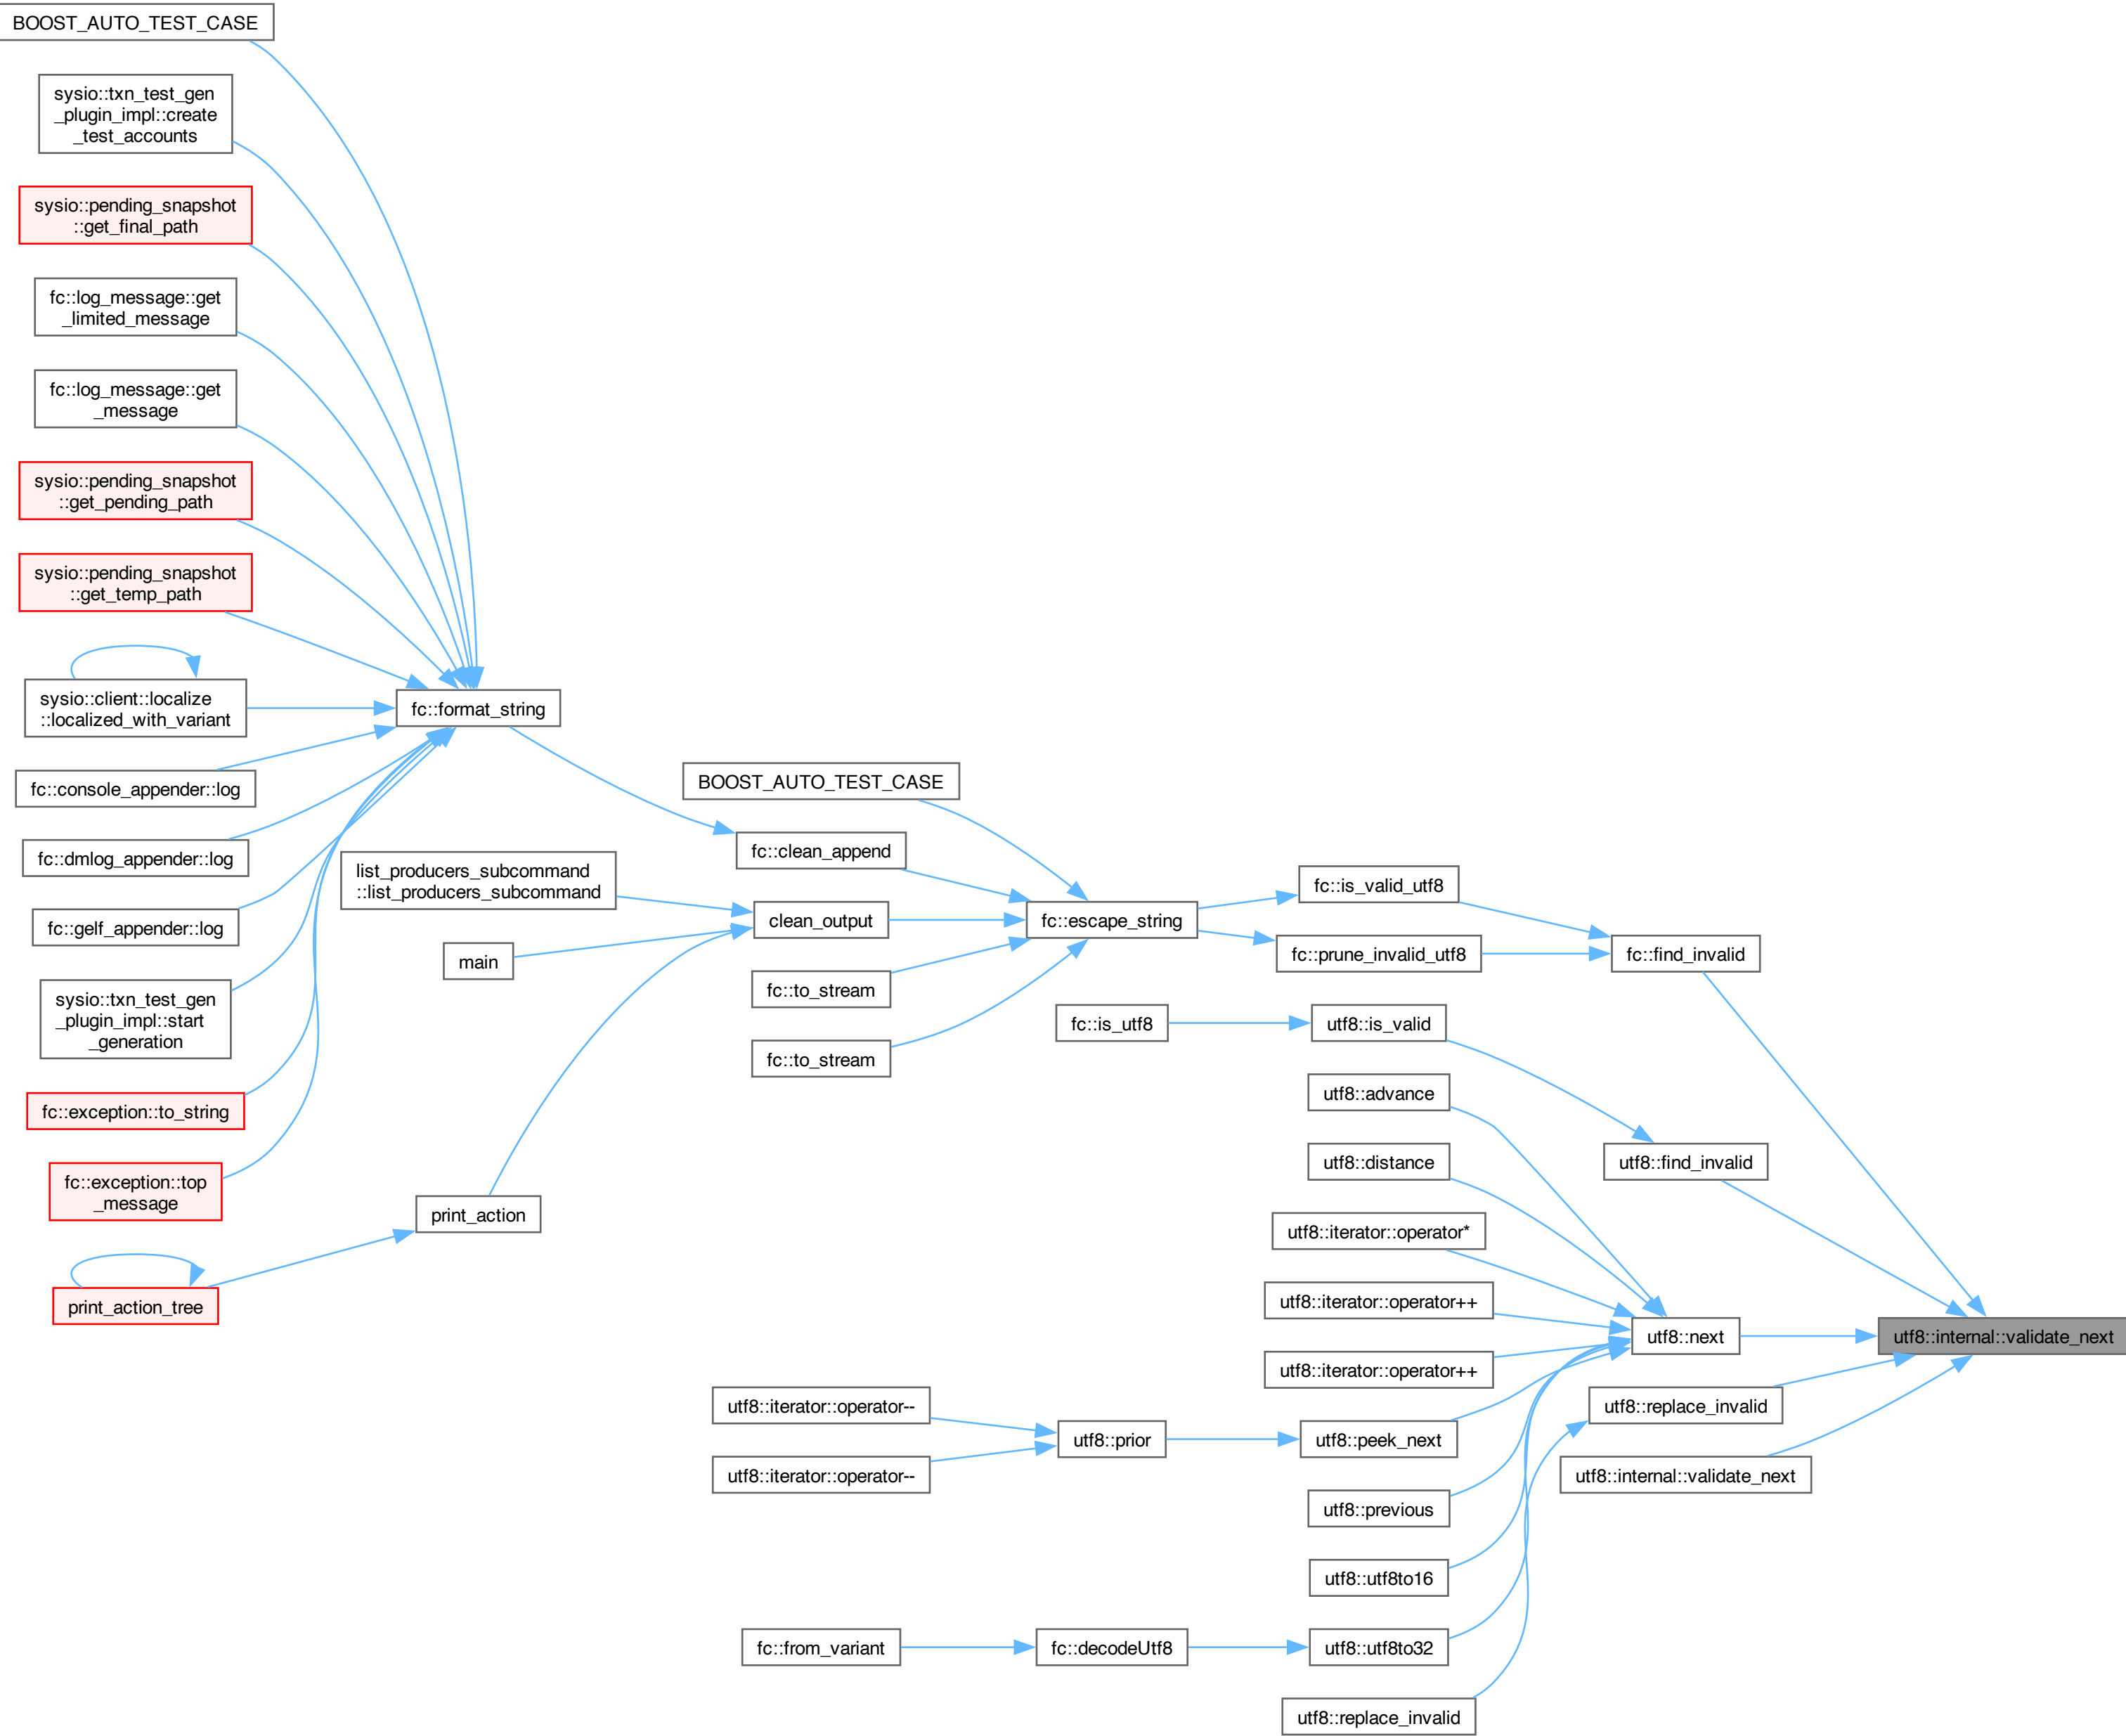 BOOST_AUTO_TEST_CASE
sysio::txn_test_gen
_plugin_impl::create
_test_accounts
sysio::pending_snapshot
::get_final_path
fc::log_message::get
_limited_message
fc::log_message::get
_message
sysio::pending_snapshot
::get_pending_path
sysio::pending_snapshot
::get_temp_path
sysio::client::localize
::localized_with_variant
fc::console_appender::log
fc::dmlog_appender::log
fc::gelf_appender::log
sysio::txn_test_gen
_plugin_impl::start
_generation
fc::exception::to_string
fc::exception::top
_message
print_action_tree
fc::format_string
list_producers_subcommand
::list_producers_subcommand
main
print_action
BOOST_AUTO_TEST_CASE
fc::clean_append
clean_output
fc::to_stream
fc::to_stream
utf8::iterator::operator--
utf8::iterator::operator--
fc::from_variant
fc::escape_string
fc::is_utf8
utf8::prior
fc::decodeUtf8
fc::is_valid_utf8
fc::prune_invalid_utf8
utf8::is_valid
utf8::advance
utf8::distance
utf8::iterator::operator*
utf8::iterator::operator++
utf8::iterator::operator++
utf8::peek_next
utf8::previous
utf8::utf8to16
utf8::utf8to32
utf8::replace_invalid
fc::find_invalid
utf8::find_invalid
utf8::next
utf8::replace_invalid
utf8::internal::validate_next
utf8::internal::validate_next